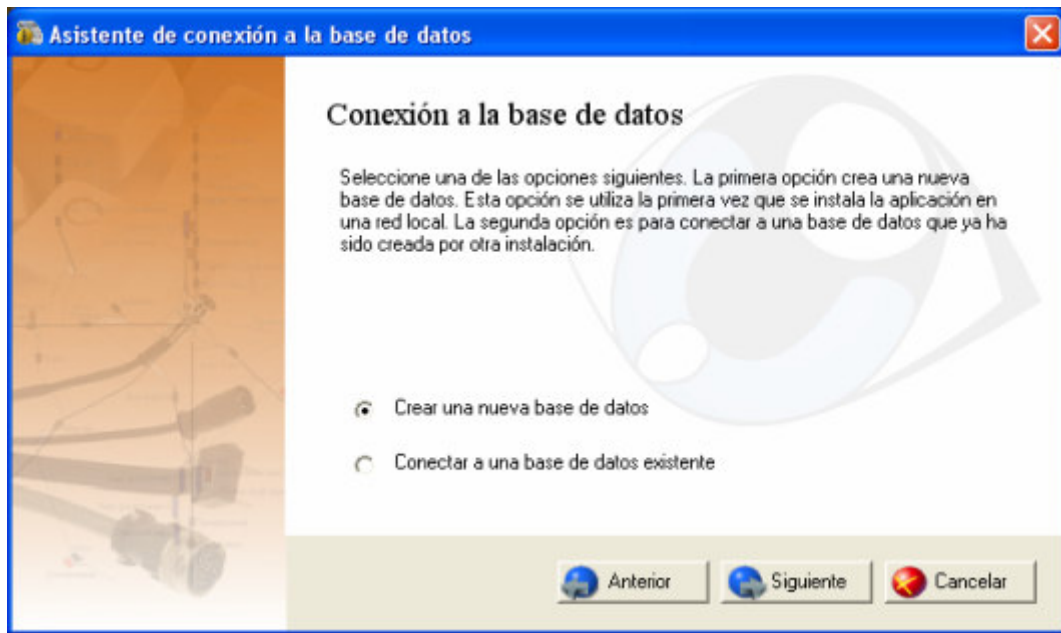 Asistente de conexión a la base de datos
Conexión a la base de datos
Seleccione una de las opciones siguientes. La primera opción crea una nueva
base de datos. Esta opción se utiliza la primera vez que se instala la aplicación en
una red local. La segunda opción es para conectar a una base de datos que ya ha
sido creada por otra instalación.
Crear una nueva base de datos
Conectar a una base de datos existente
Anterior
Siguiente
Cancelar